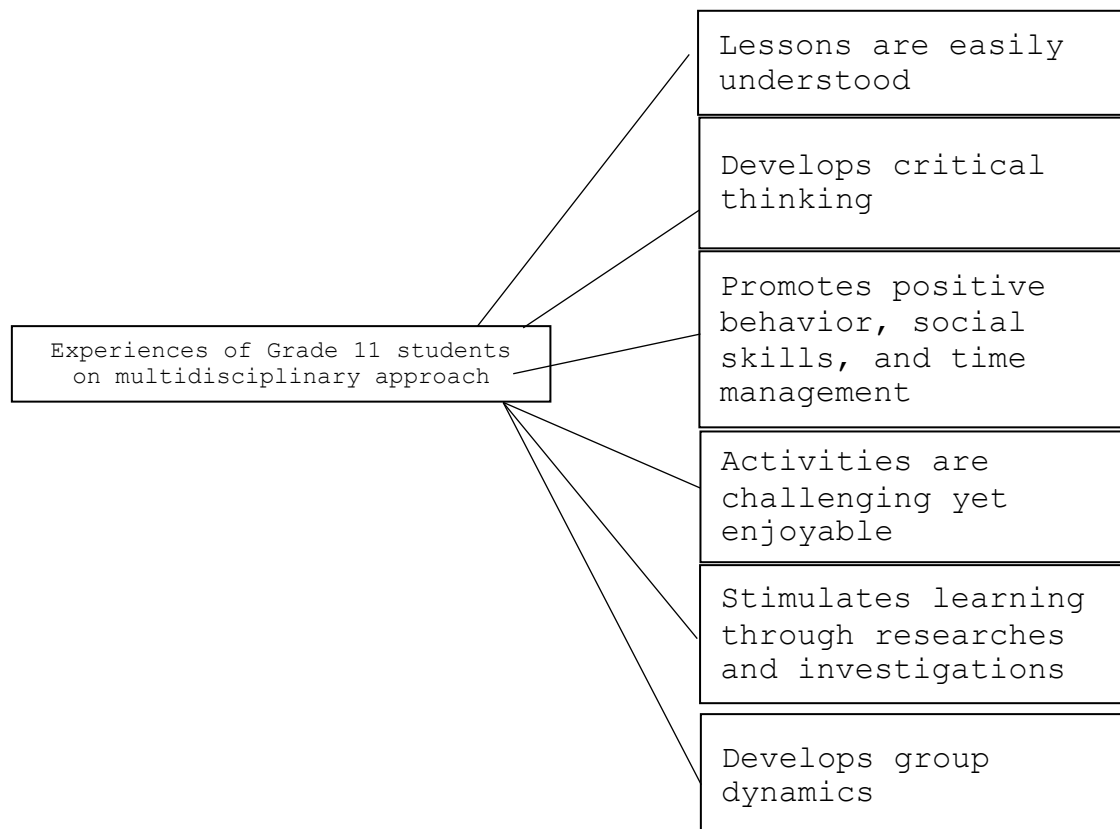 Lessons are easily
understood
Develops critical
thinking
Promotes positive
behavior, social
skills, and time
management
Experiences of Grade 11 students
on multidisciplinary approach
Activities are
challenging yet
enjoyable
Stimulates learning
through researches
and investigations
Develops group
dynamics